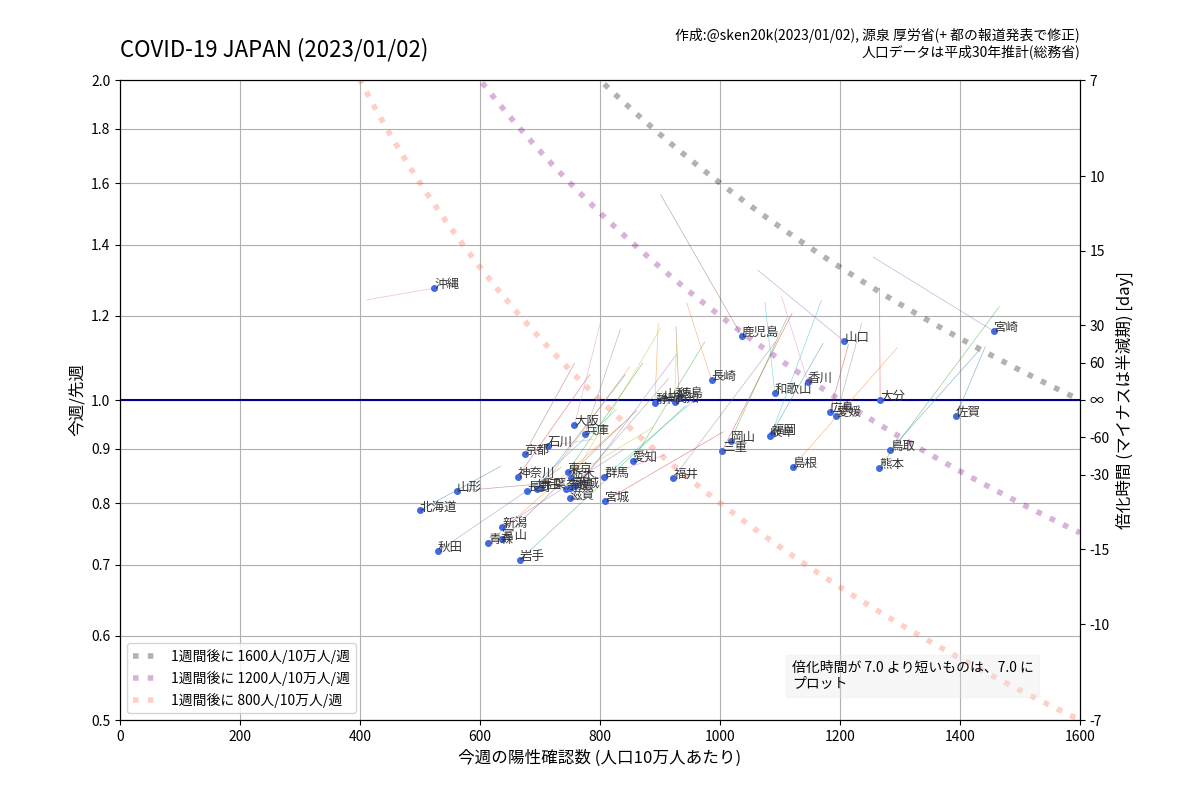 作成:@sken20k(2023/01/02), 源泉 厚労省(+ 都の報道発表で修正)
COVID-19 JAPAN (2023/01/02)
人口データは平成30年推計(総務省)
2.0
7
1.8
10
1.6
1.4
15
沖縄
1.2
30
宮崎
鹿児島
山口
60
長崎
香川
和歌山
徳島
大分
1.0
∞
広島
愛媛
佐賀
大阪
兵庫
福岡
-60
岡山
石川
三重
鳥取
0.9
京都
愛知
島根
熊本
東京
栃木
神奈川
群馬
福井
-30
山形
滋賀
宮城
0.8
北海道
新潟
富山
青森
秋田
岩手
-15
0.7
-10
0.6
1週間後に 1600人/10万人/週
1週間後に 1200人/10万人/週
1週間後に 800人/10万人/週
倍化時間が 7.0 より短いものは、7.0 に
プロット
0.5
-7
0 200 400 600 800 1000 1200 1400 1600
今週の陽性確認数 (人口10万人あたり)
今週/先週
倍化時間 (マイナスは半減期) [day]